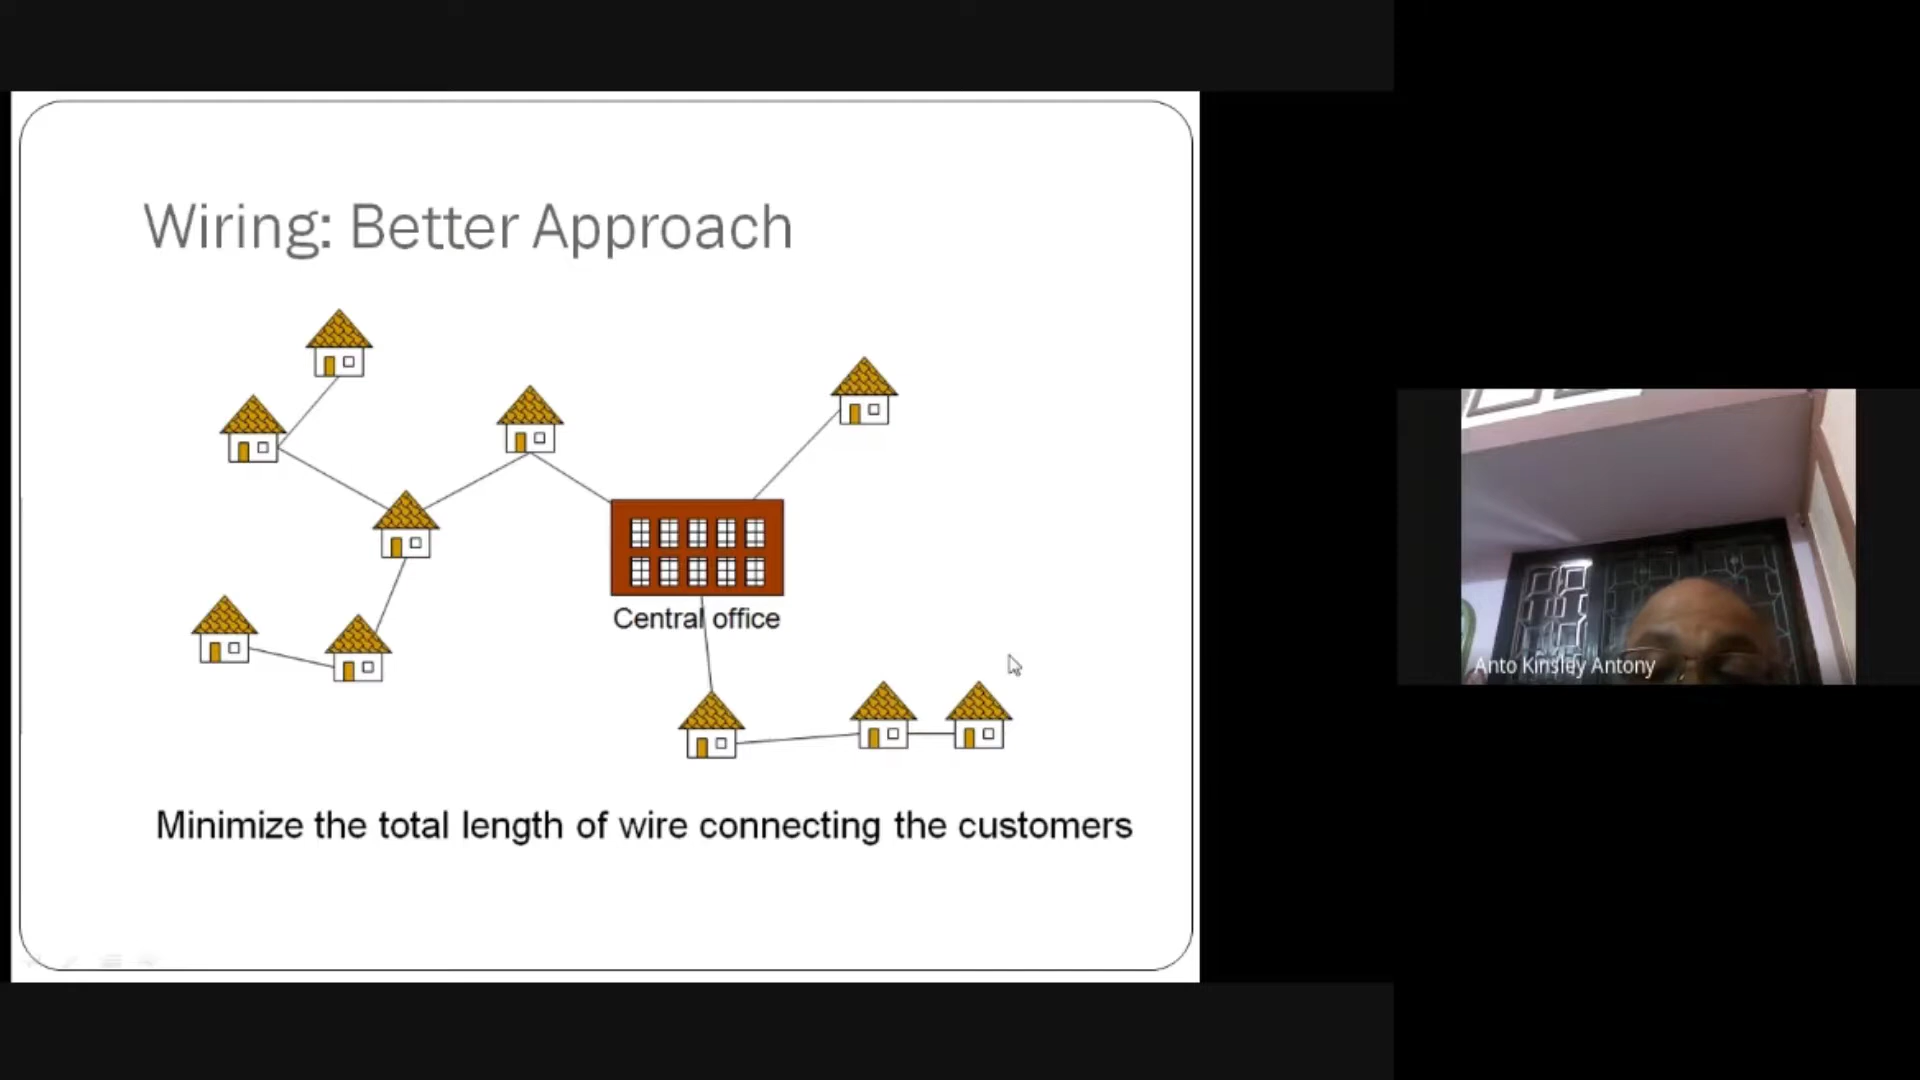 Wiring: Better Approach
Central office
Minimize the total length of wire connecting the customers
Anto Kinsley Antony